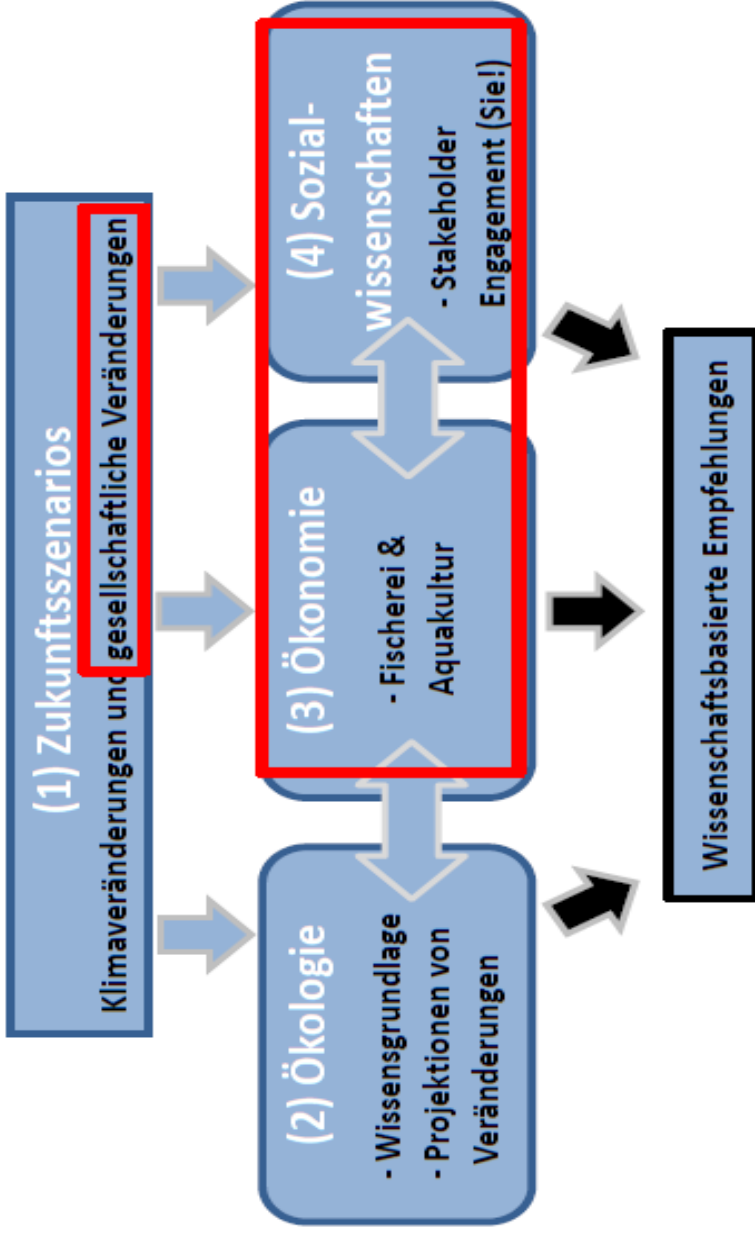 (1) Zukunftsszenarios
Klimaveränderungen und gesellschaftliche Veränderungen
(2) Ökologie
- Wissensgrundlage
- Projektionen von
Veränderungen
(3) Ökonomie
- Fischerei &
Aquakultur
(4) Sozial-
wissenschaften
- Stakeholder
Engagement (Sie!)
Wissenschaftsbasierte Empfehlungen